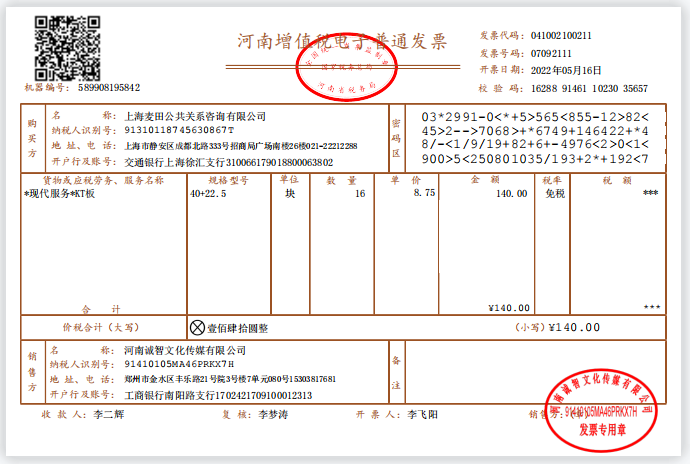 河南增值税电子普通发票
全国统一发票监制章
国家税务总局
河南省税务局
发票代码: 041002100211
发票号码: 07092111
开票日期: 2022年05月16日
校 验 码: 16288 91461 10230 35657
机器编号: 589908195842
购买方
名 称: 上海麦田公共关系咨询有限公司
纳税人识别号: 91310118745630867T
地 址、电 话: 上海市静安区成都北路333号招商局广场南楼26楼021-22212288
开户行及账号: 交通银行上海徐汇支行310066179018800063802
密码区
03*2991-0<*+5>565<855-12>82<
45>2-->7068>+*6749+146422+*4
8/-<1/9/19+82+6+-4976<2>0<1<
900>5<250801035/193+2*+192<7
货物或应税劳务、服务名称 规格型号 单位 数 量 单 价 金 额 税率 税 额
*现代服务*KT板 40+22.5 块 16 8.75 140.00 免税 ***
合 计 ¥140.00 ***
价税合计（大写） ⊗壹佰肆拾圆整 (小写)¥140.00
销售方
名 称: 河南诚智文化传媒有限公司
纳税人识别号: 91410105MA46PRKX7H
地 址、电 话: 郑州市金水区丰乐路21号院3号楼7单元080号15303817681
开户行及账号: 工商银行南阳路支行1702421709100012313
备注
收 款 人: 李二辉 复 核: 李梦涛 开 票 人: 李飞阳 销售方:(章)
河南诚智文化传媒有限公司
91410105MA46PRKX7H
发票专用章